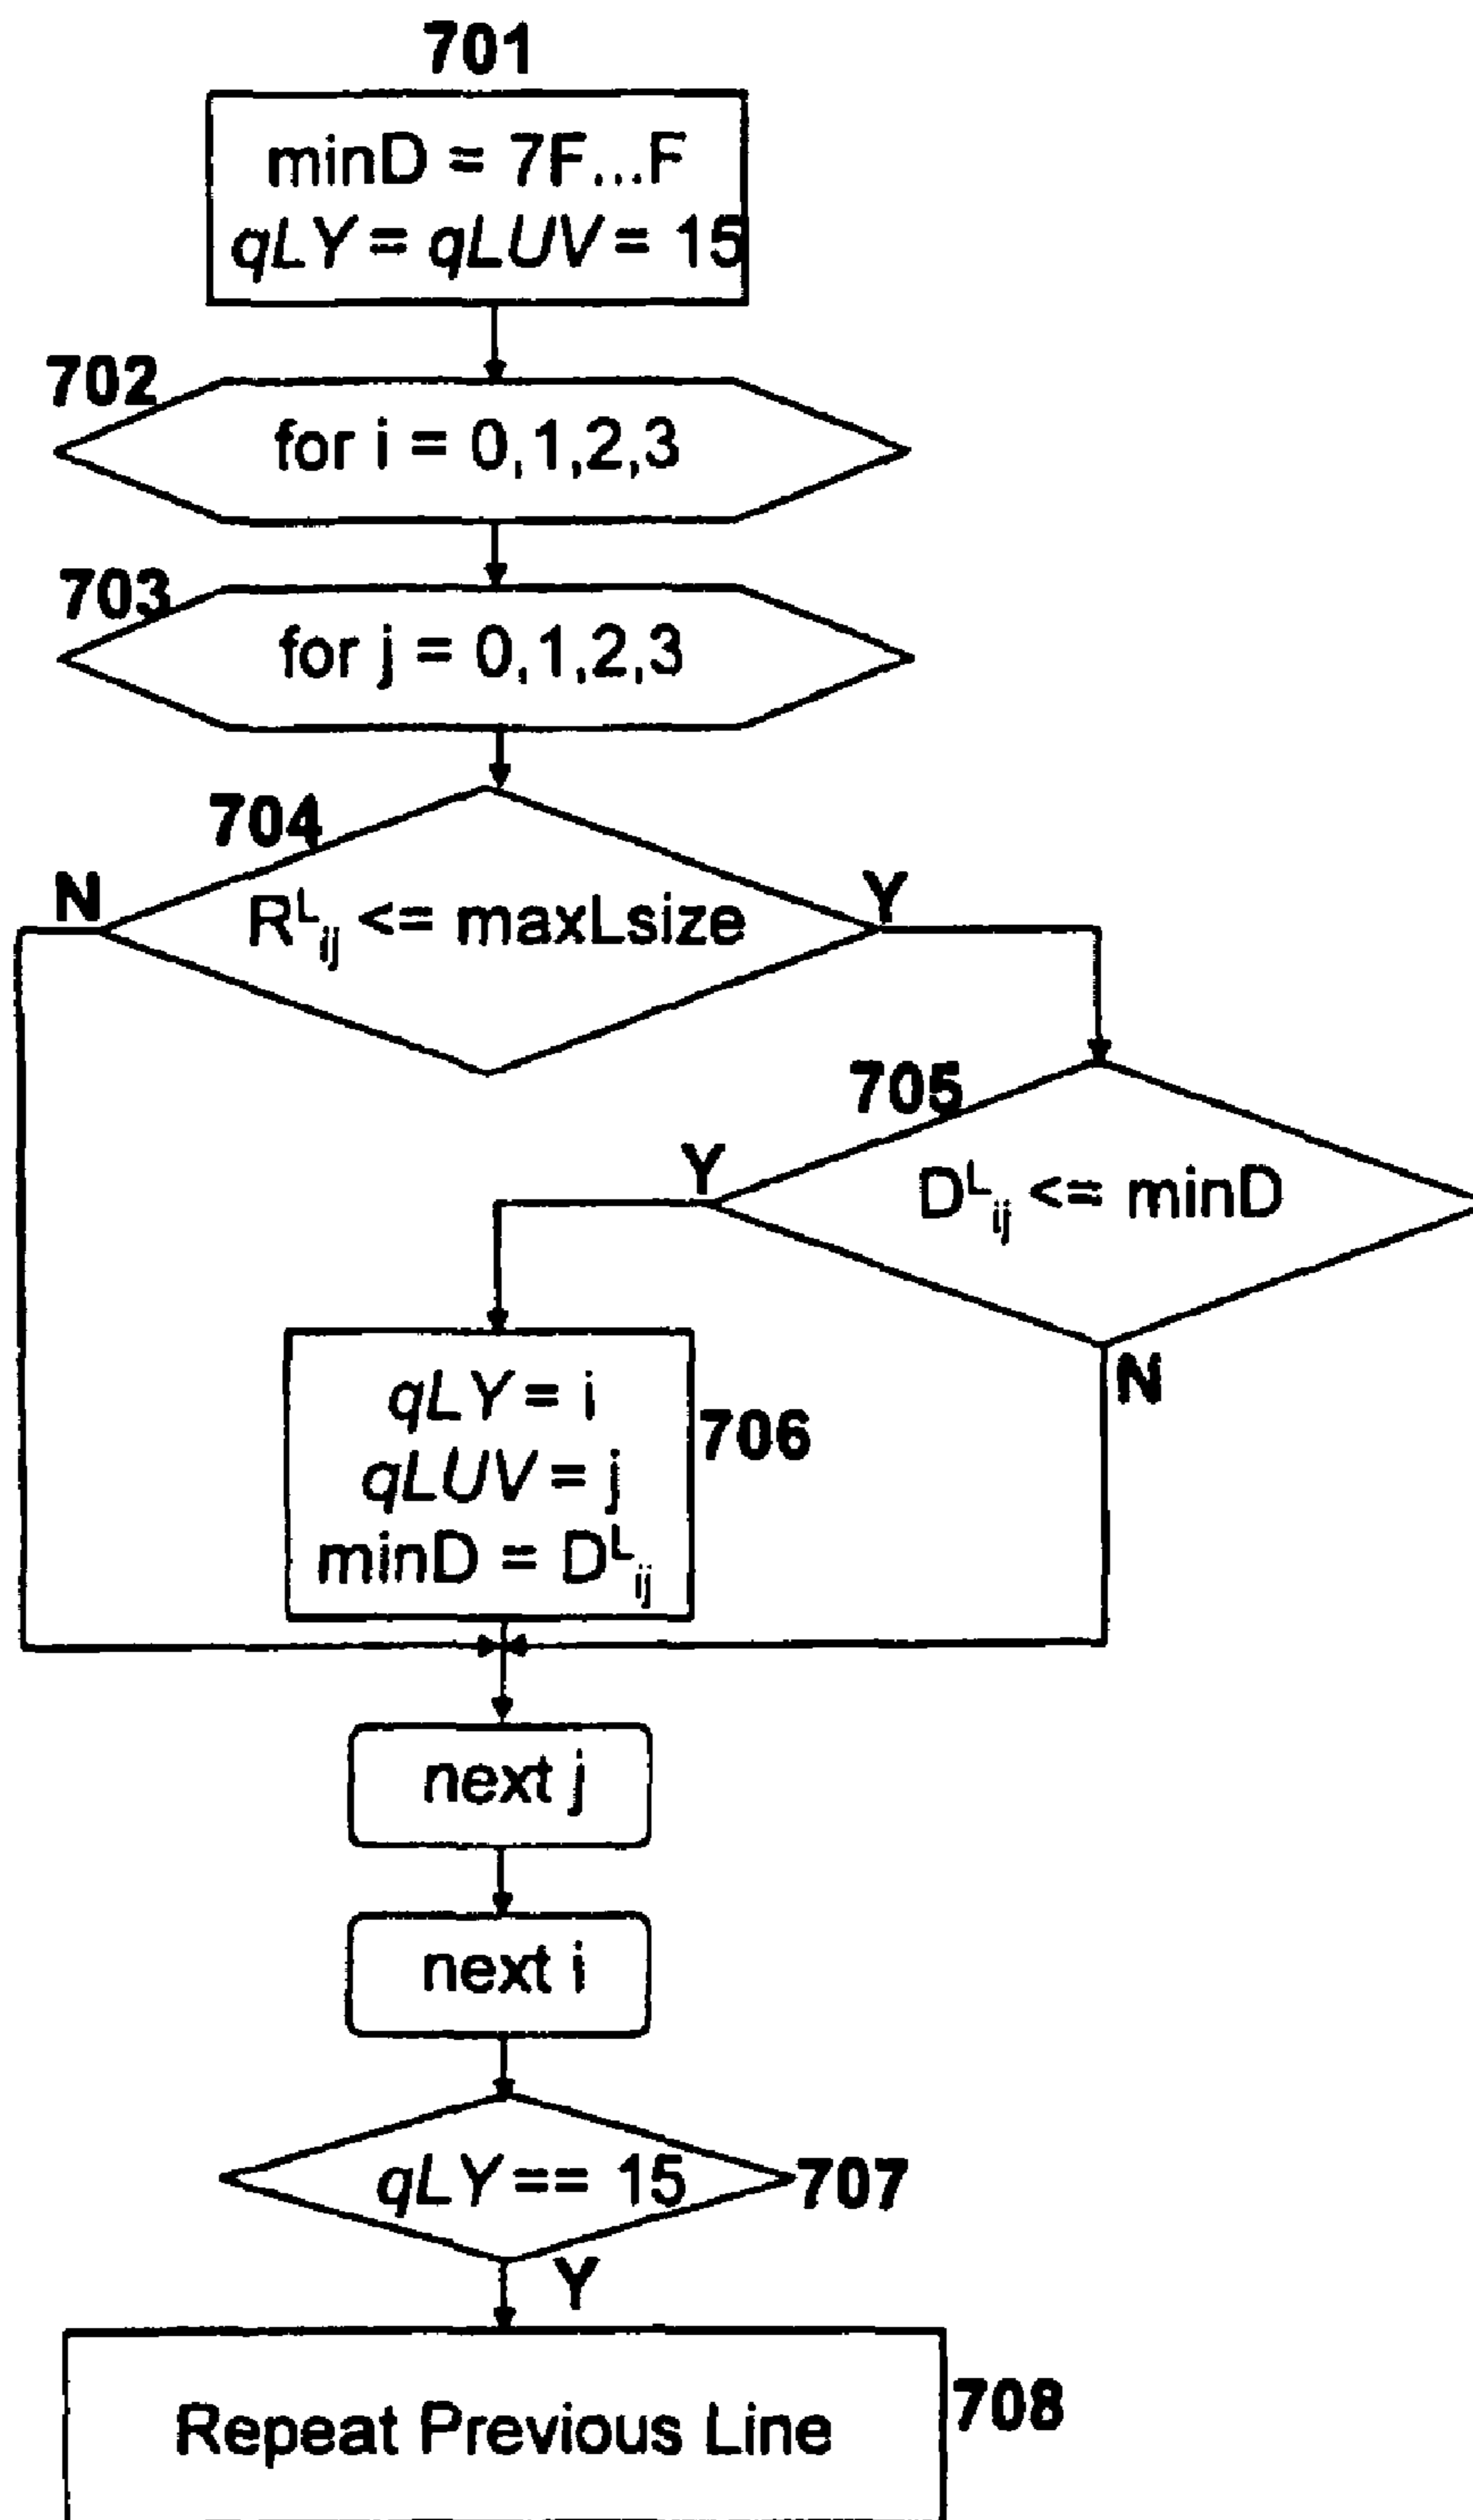 701
minD = 7F...F
qLY = qLUV = 15
702
for i = 0,1,2,3
703
for j = 0,1,2,3
704
N
R^L_ij <= maxLsize
Y
705
Y
D^L_ij <= minD
N
qLY = i
qLUV = j
minD = D^L_ij
706
next j
next i
qLY == 15
707
Y
Repeat Previous Line
708